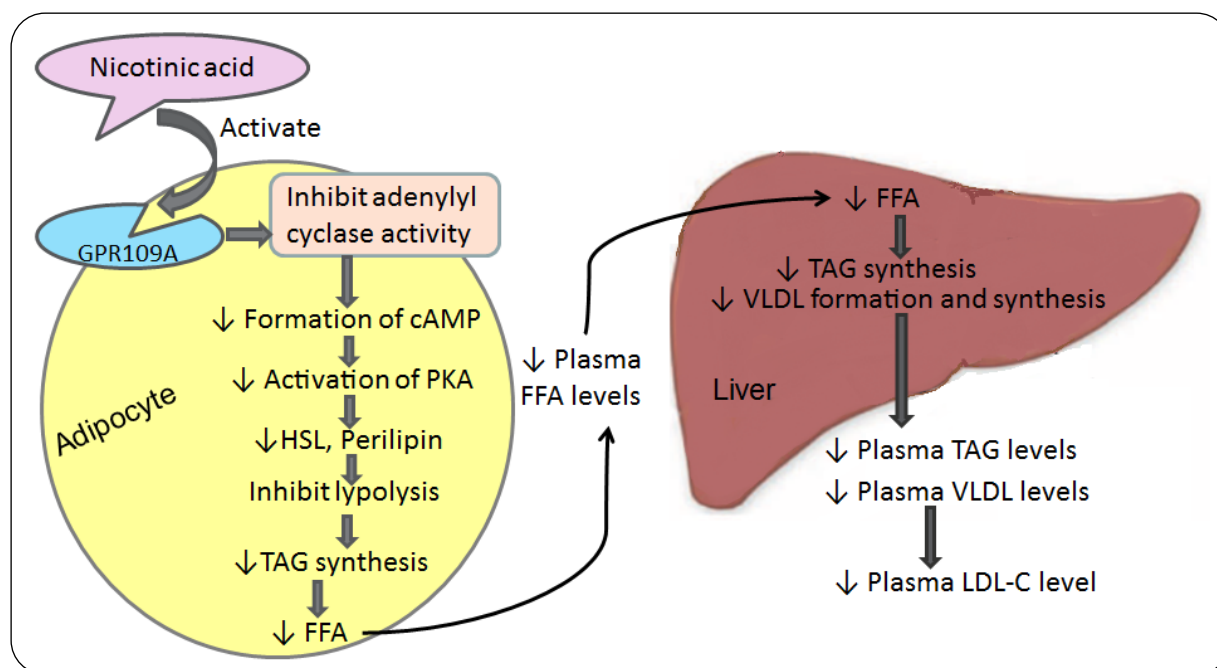 Nicotinic acid
Activate
GPR109A
Inhibit adenylyl
cyclase activity
↓ Formation of cAMP
↓ Activation of PKA
↓HSL, Perilipin
Inhibit lypolysis
↓TAG synthesis
↓ FFA
Adipocyte
↓ Plasma
FFA levels
↓ FFA
↓ TAG synthesis
↓ VLDL formation and synthesis
Liver
↓ Plasma TAG levels
↓ Plasma VLDL levels
↓ Plasma LDL-C level